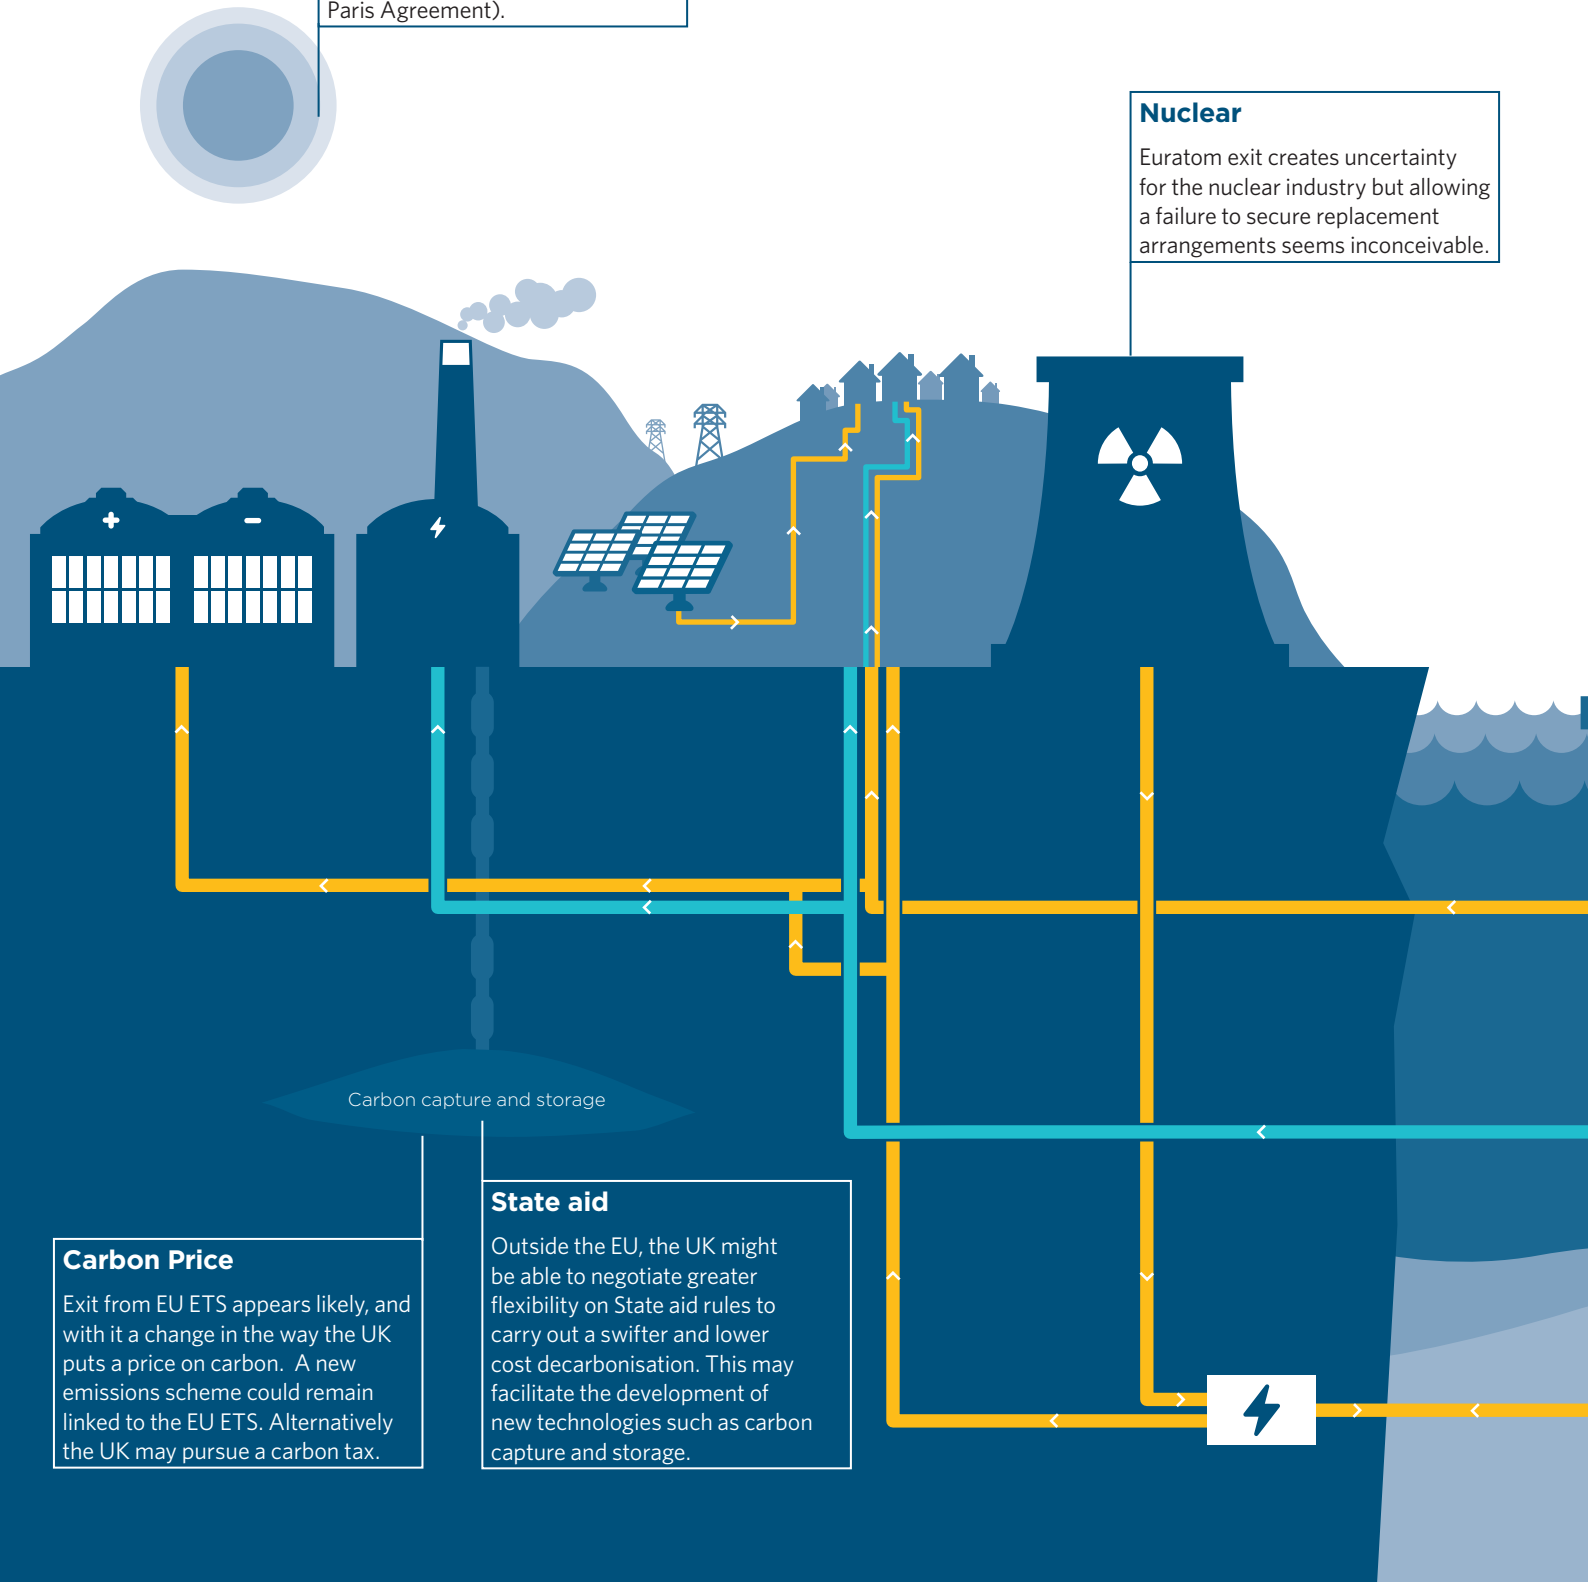 Paris Agreement).
Nuclear
Euratom exit creates uncertainty
for the nuclear industry but allowing
a failure to secure replacement
arrangements seems inconceivable.
Carbon capture and storage
State aid
Outside the EU, the UK might
be able to negotiate greater
flexibility on State aid rules to
carry out a swifter and lower
cost decarbonisation. This may
facilitate the development of
new technologies such as carbon
capture and storage.
Carbon Price
Exit from EU ETS appears likely, and
with it a change in the way the UK
puts a price on carbon.  A new
emissions scheme could remain
linked to the EU ETS. Alternatively
the UK may pursue a carbon tax.